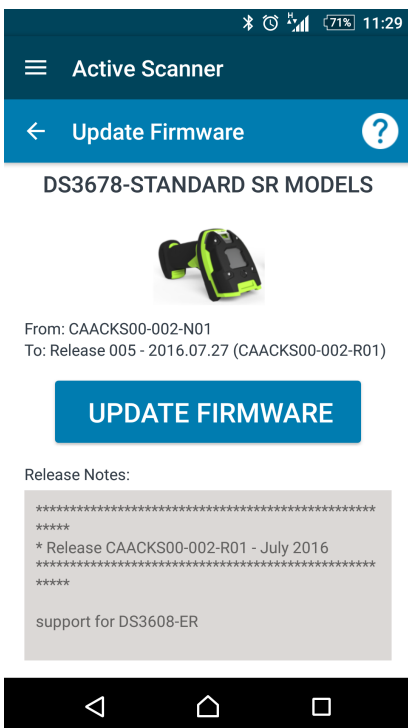 H 71% 11:29
Active Scanner
Update Firmware ?
DS3678-STANDARD SR MODELS
From: CAACKS00-002-N01
To: Release 005 - 2016.07.27 (CAACKS00-002-R01)
UPDATE FIRMWARE
Release Notes:
**************************************************
*****
* Release CAACKS00-002-R01 - July 2016
**************************************************
*****
support for DS3608-ER